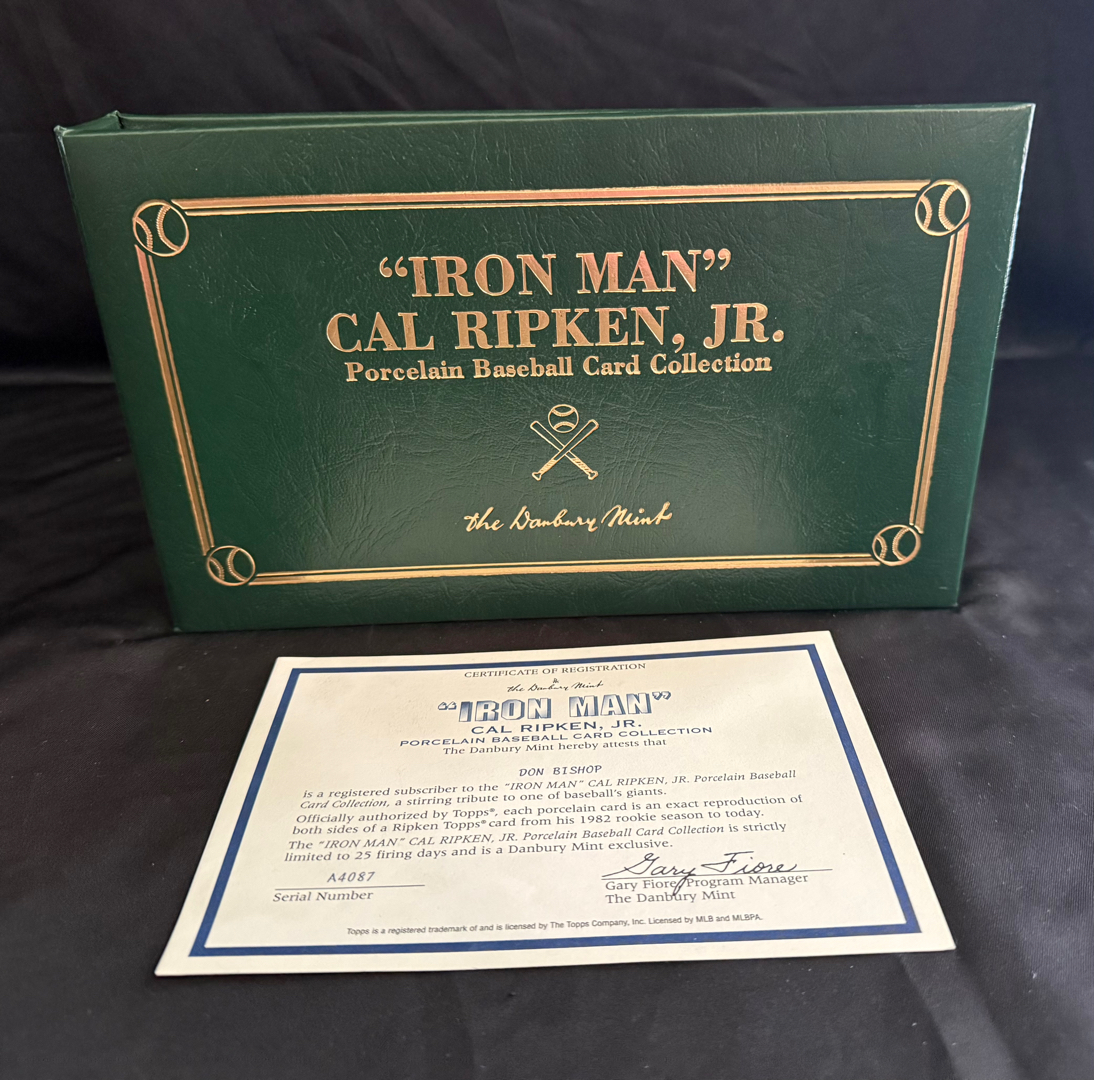 “IRON MAN”
CAL RIPKEN, JR.
Porcelain Baseball Card Collection
the Danbury Mint
CERTIFICATE OF REGISTRATION
the Danbury Mint
“IRON MAN”
CAL RIPKEN, JR.
PORCELAIN BASEBALL CARD COLLECTION
The Danbury Mint hereby attests that
DON BISHOP
is a registered subscriber to the “IRON MAN” CAL RIPKEN, JR. Porcelain Baseball
Card Collection, a stirring tribute to one of baseball’s giants.
Officially authorized by Topps®, each porcelain card is an exact reproduction of
both sides of a Ripken Topps® card from his 1982 rookie season to today.
The “IRON MAN” CAL RIPKEN, JR. Porcelain Baseball Card Collection is strictly
limited to 25 firing days and is a Danbury Mint exclusive.
A4087
Serial Number
Gary Fiore
Gary Fiore, Program Manager
The Danbury Mint
Topps is a registered trademark of and is licensed by The Topps Company, Inc. Licensed by MLB and MLBPA.